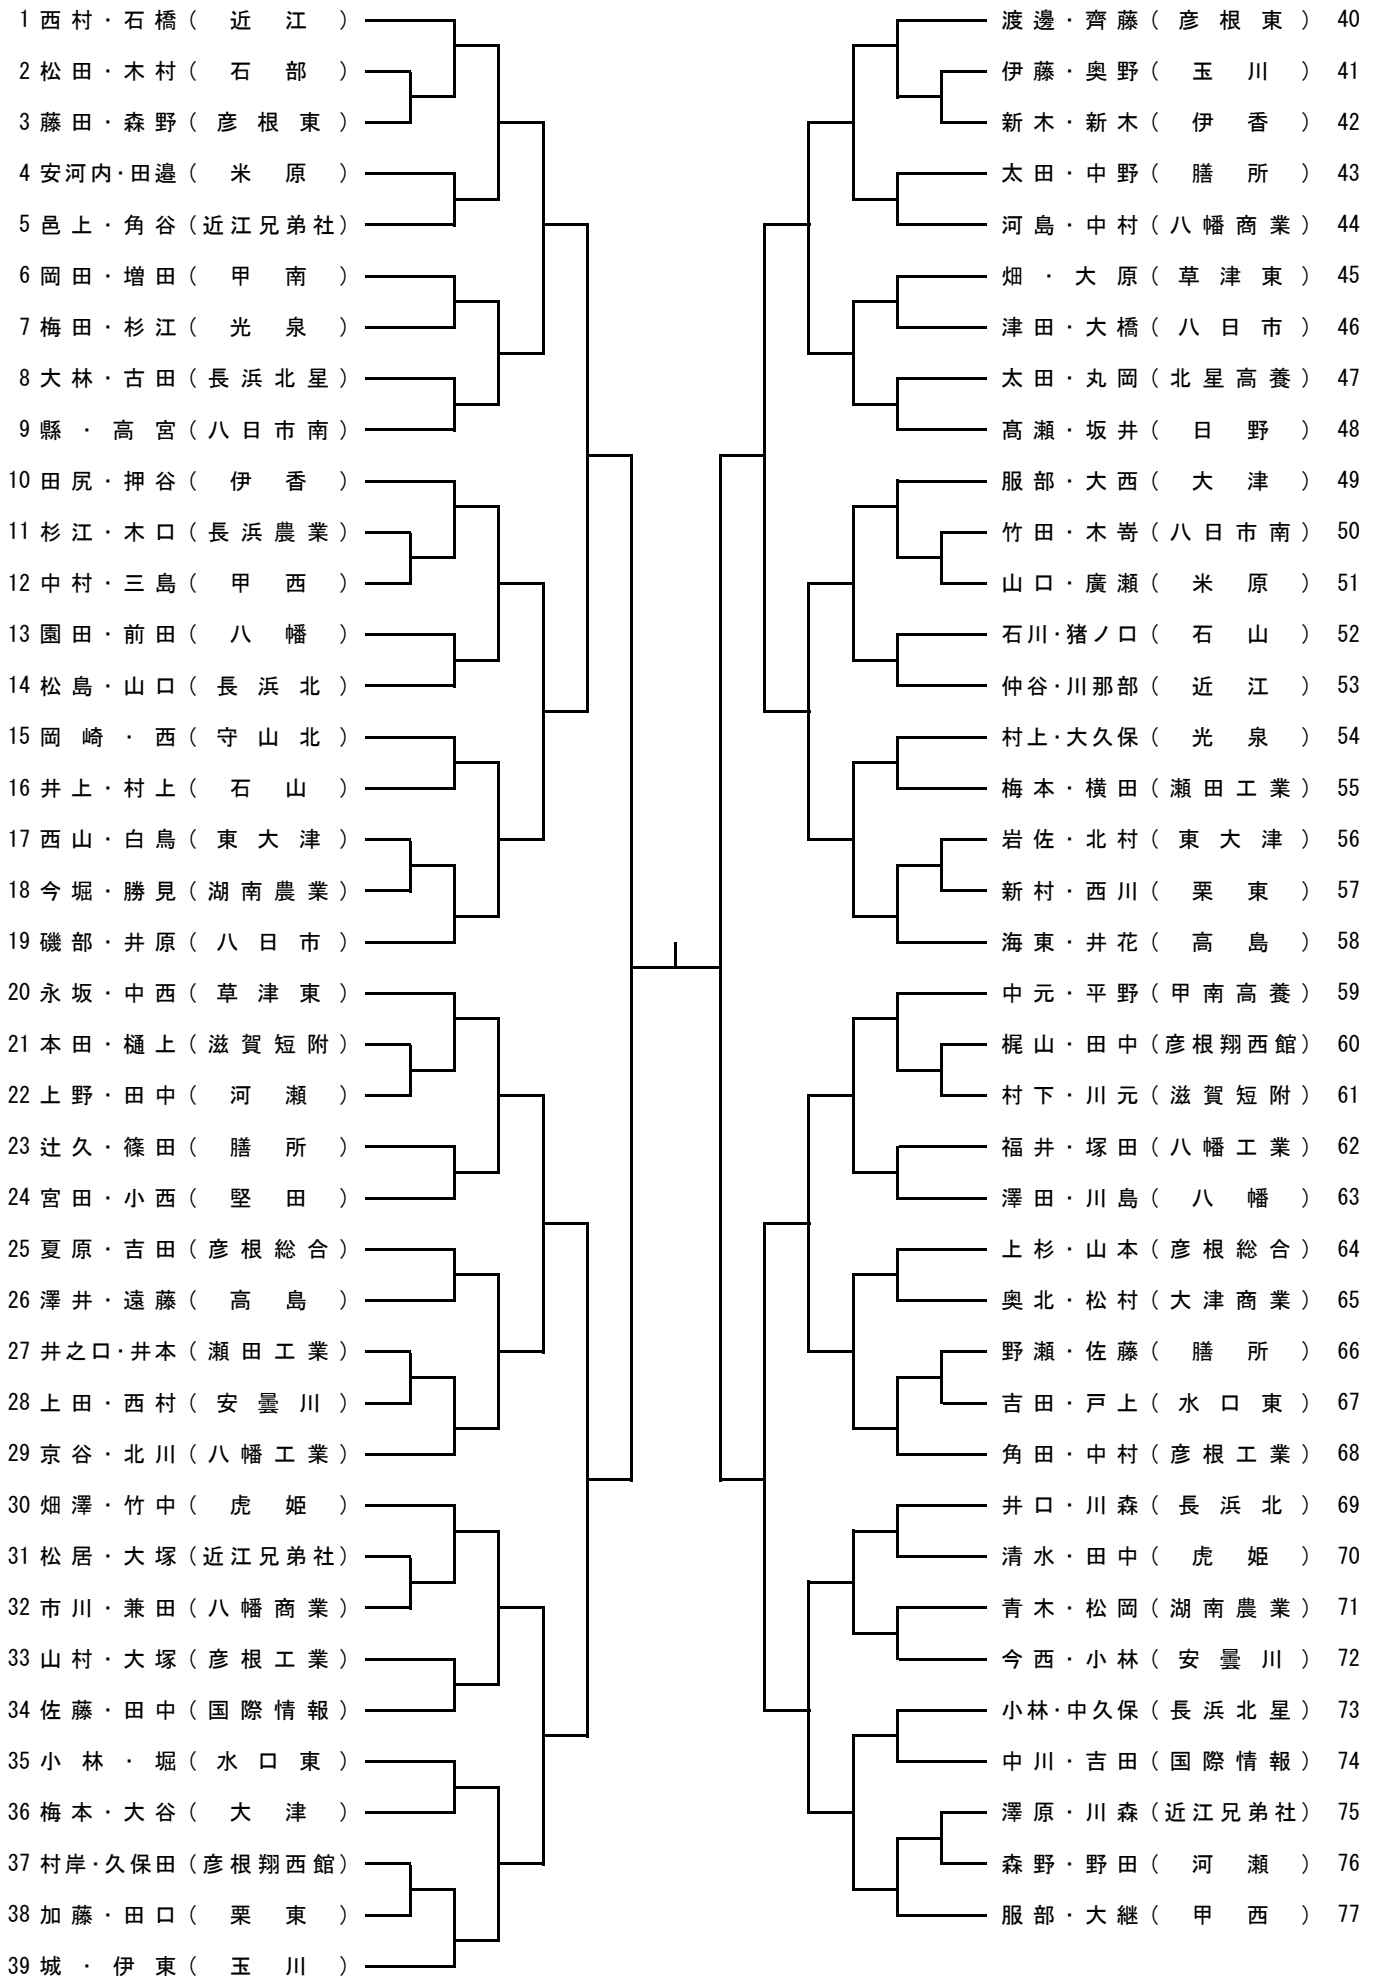 1 西村・石橋（近江）
2 松田・木村（石部）
3 藤田・森野（彦根東）
4 安河内・田邉（米原）
5 邑上・角谷（近江兄弟社）
6 岡田・増田（甲南）
7 梅田・杉江（光泉）
8 大林・古田（長浜北星）
9 縣・高宮（八日市南）
10 田尻・押谷（伊香）
11 杉江・木口（長浜農業）
12 中村・三島（甲西）
13 園田・前田（八幡）
14 松島・山口（長浜北）
15 岡崎・西（守山北）
16 井上・村上（石山）
17 西山・白鳥（東大津）
18 今堀・勝見（湖南農業）
19 磯部・井原（八日市）
20 永坂・中西（草津東）
21 本田・樋上（滋賀短附）
22 上野・田中（河瀬）
23 辻久・篠田（膳所）
24 宮田・小西（堅田）
25 夏原・吉田（彦根総合）
26 澤井・遠藤（高島）
27 井之口・井本（瀬田工業）
28 上田・西村（安曇川）
29 京谷・北川（八幡工業）
30 畑澤・竹中（虎姫）
31 松居・大塚（近江兄弟社）
32 市川・兼田（八幡商業）
33 山村・大塚（彦根工業）
34 佐藤・田中（国際情報）
35 小林・堀（水口東）
36 梅本・大谷（大津）
37 村岸・久保田（彦根翔西館）
38 加藤・田口（栗東）
39 城・伊東（玉川）
渡邊・齊藤（彦根東） 40
伊藤・奥野（玉川） 41
新木・新木（伊香） 42
太田・中野（膳所） 43
河島・中村（八幡商業） 44
畑・大原（草津東） 45
津田・大橋（八日市） 46
太田・丸岡（北星高養） 47
髙瀬・坂井（日野） 48
服部・大西（大津） 49
竹田・木嵜（八日市南） 50
山口・廣瀬（米原） 51
石川・猪ノ口（石山） 52
仲谷・川那部（近江） 53
村上・大久保（光泉） 54
梅本・横田（瀬田工業） 55
岩佐・北村（東大津） 56
新村・西川（栗東） 57
海東・井花（高島） 58
中元・平野（甲南高養） 59
梶山・田中（彦根翔西館） 60
村下・川元（滋賀短附） 61
福井・塚田（八幡工業） 62
澤田・川島（八幡） 63
上杉・山本（彦根総合） 64
奥北・松村（大津商業） 65
野瀬・佐藤（膳所） 66
吉田・戸上（水口東） 67
角田・中村（彦根工業） 68
井口・川森（長浜北） 69
清水・田中（虎姫） 70
青木・松岡（湖南農業） 71
今西・小林（安曇川） 72
小林・中久保（長浜北星） 73
中川・吉田（国際情報） 74
澤原・川森（近江兄弟社） 75
森野・野田（河瀬） 76
服部・大継（甲西） 77